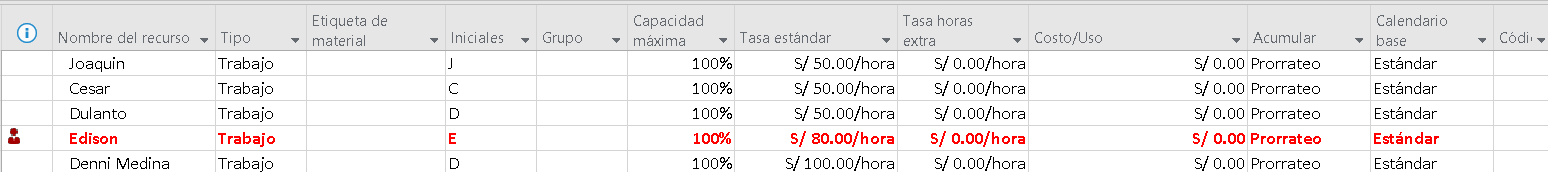 Nombre del recurso Tipo Etiqueta de material Iniciales Grupo Capacidad máxima Tasa estándar Tasa horas extra Costo/Uso Acumular Calendario base Códi
Joaquin Trabajo J 100% S/ 50.00/hora S/ 0.00/hora S/ 0.00 Prorrateo Estándar
Cesar Trabajo C 100% S/ 50.00/hora S/ 0.00/hora S/ 0.00 Prorrateo Estándar
Dulanto Trabajo D 100% S/ 50.00/hora S/ 0.00/hora S/ 0.00 Prorrateo Estándar
Edison Trabajo E 100% S/ 80.00/hora S/ 0.00/hora S/ 0.00 Prorrateo Estándar
Denni Medina Trabajo D 100% S/ 100.00/hora S/ 0.00/hora S/ 0.00 Prorrateo Estándar